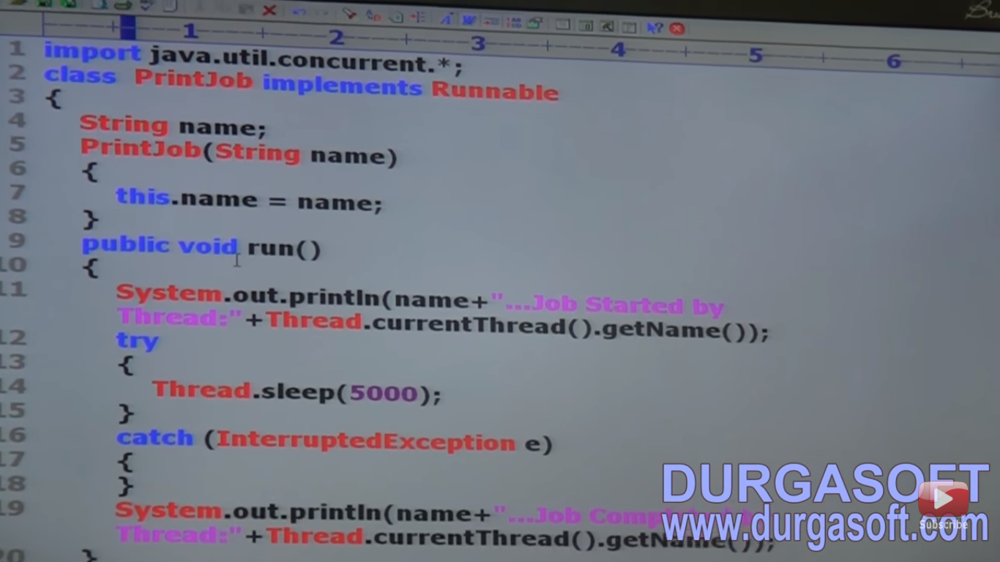 1 2 3 4 5 6
1 import java.util.concurrent.*;
2 class PrintJob implements Runnable
3 {
4 String name;
5 PrintJob(String name)
6 {
7 this.name = name;
8 }
9 public void run()
10 {
11 System.out.println(name+"...Job Started by
Thread:"+Thread.currentThread().getName());
12 try
13 {
14 Thread.sleep(5000);
15 }
16 catch (InterruptedException e)
17 {
18 }
19 System.out.println(name+"...Job
Thread:"+Thread.currentThread().getName());
20 }
DURGASOFT
www.durgasoft.com
Subscribe